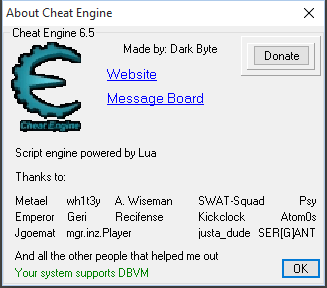 About Cheat Engine
Cheat Engine 6.5
Made by: Dark Byte
Donate
Website
Message Board
Cheat Engine
Script engine powered by Lua
Thanks to:
Metael wh1t3y A. Wiseman SWAT-Squad Psy
Emperor Geri Recifense Kickclock Atom0s
Jgoemat mgr.inz.Player justa_dude SER[G]ANT
And all the other people that helped me out
Your system supports DBVM
OK